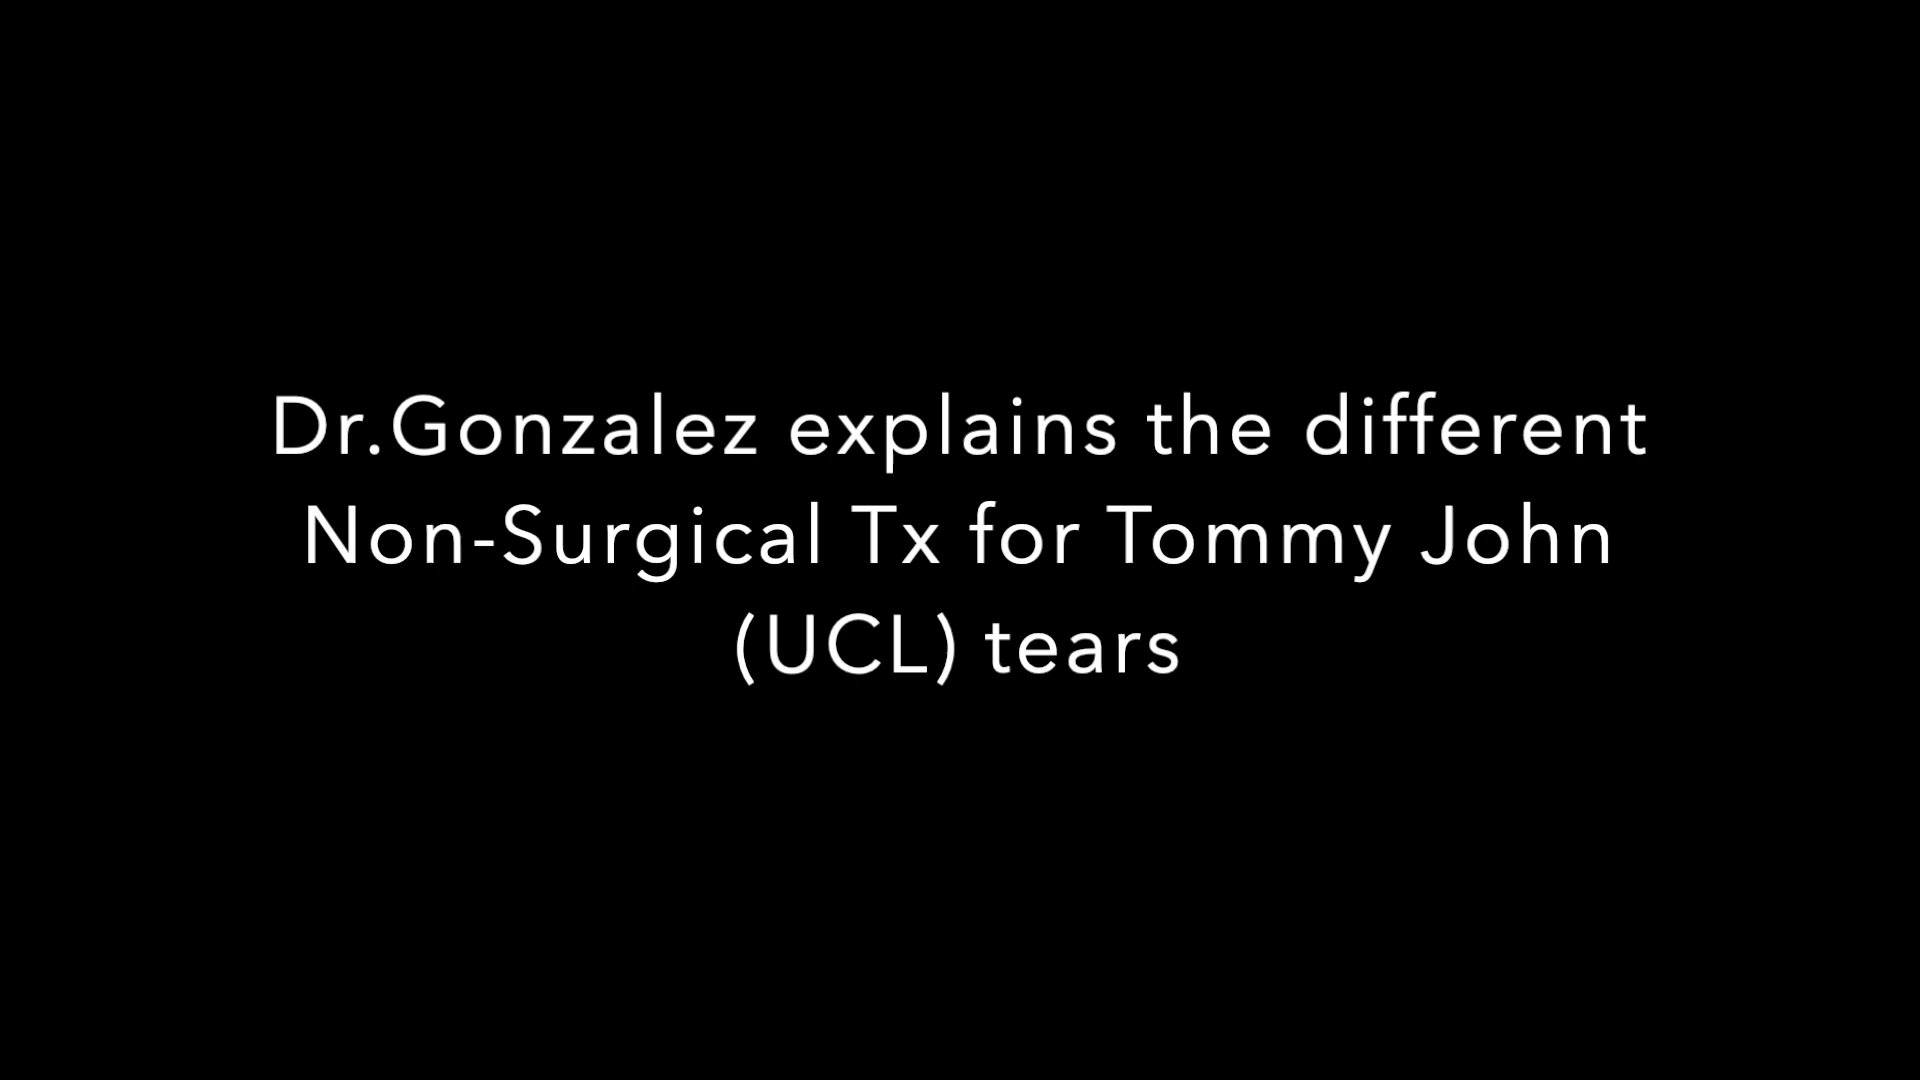 Dr.Gonzalez explains the different
Non-Surgical Tx for Tommy John
(UCL) tears